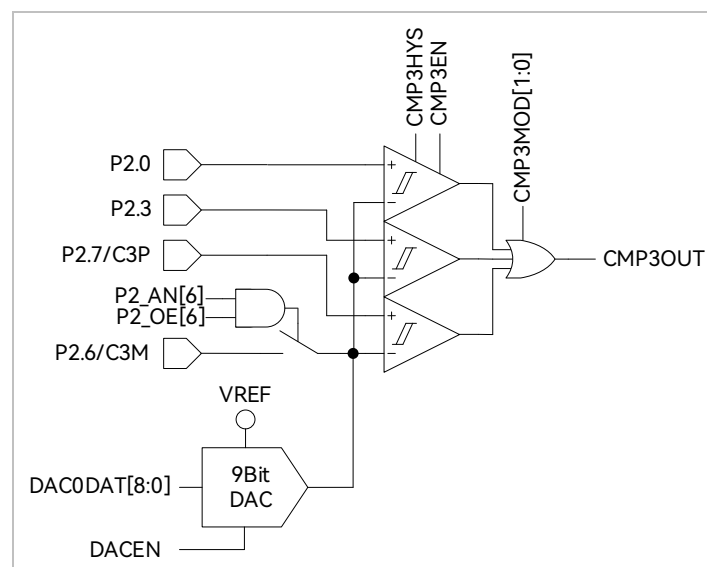 CMP3HYS
CMP3EN
CMP3MOD[1:0]
P2.0
+
-
P2.3
+
-
P2.7/C3P
+
-
CMP3OUT
P2_AN[6]
P2_OE[6]
P2.6/C3M
VREF
DAC0DAT[8:0]
9Bit
DAC
DACEN